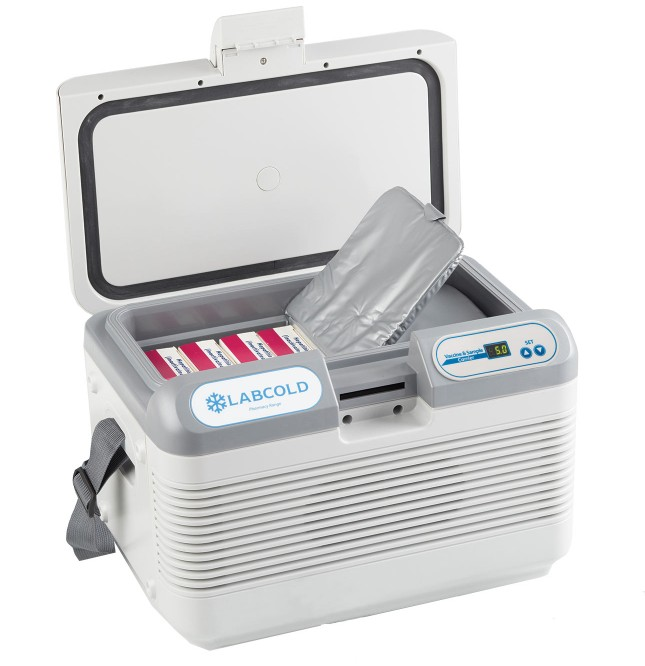 LABCOLD
Pharmacy Range
Vaccine & Sample
Carrier
5.0
SET